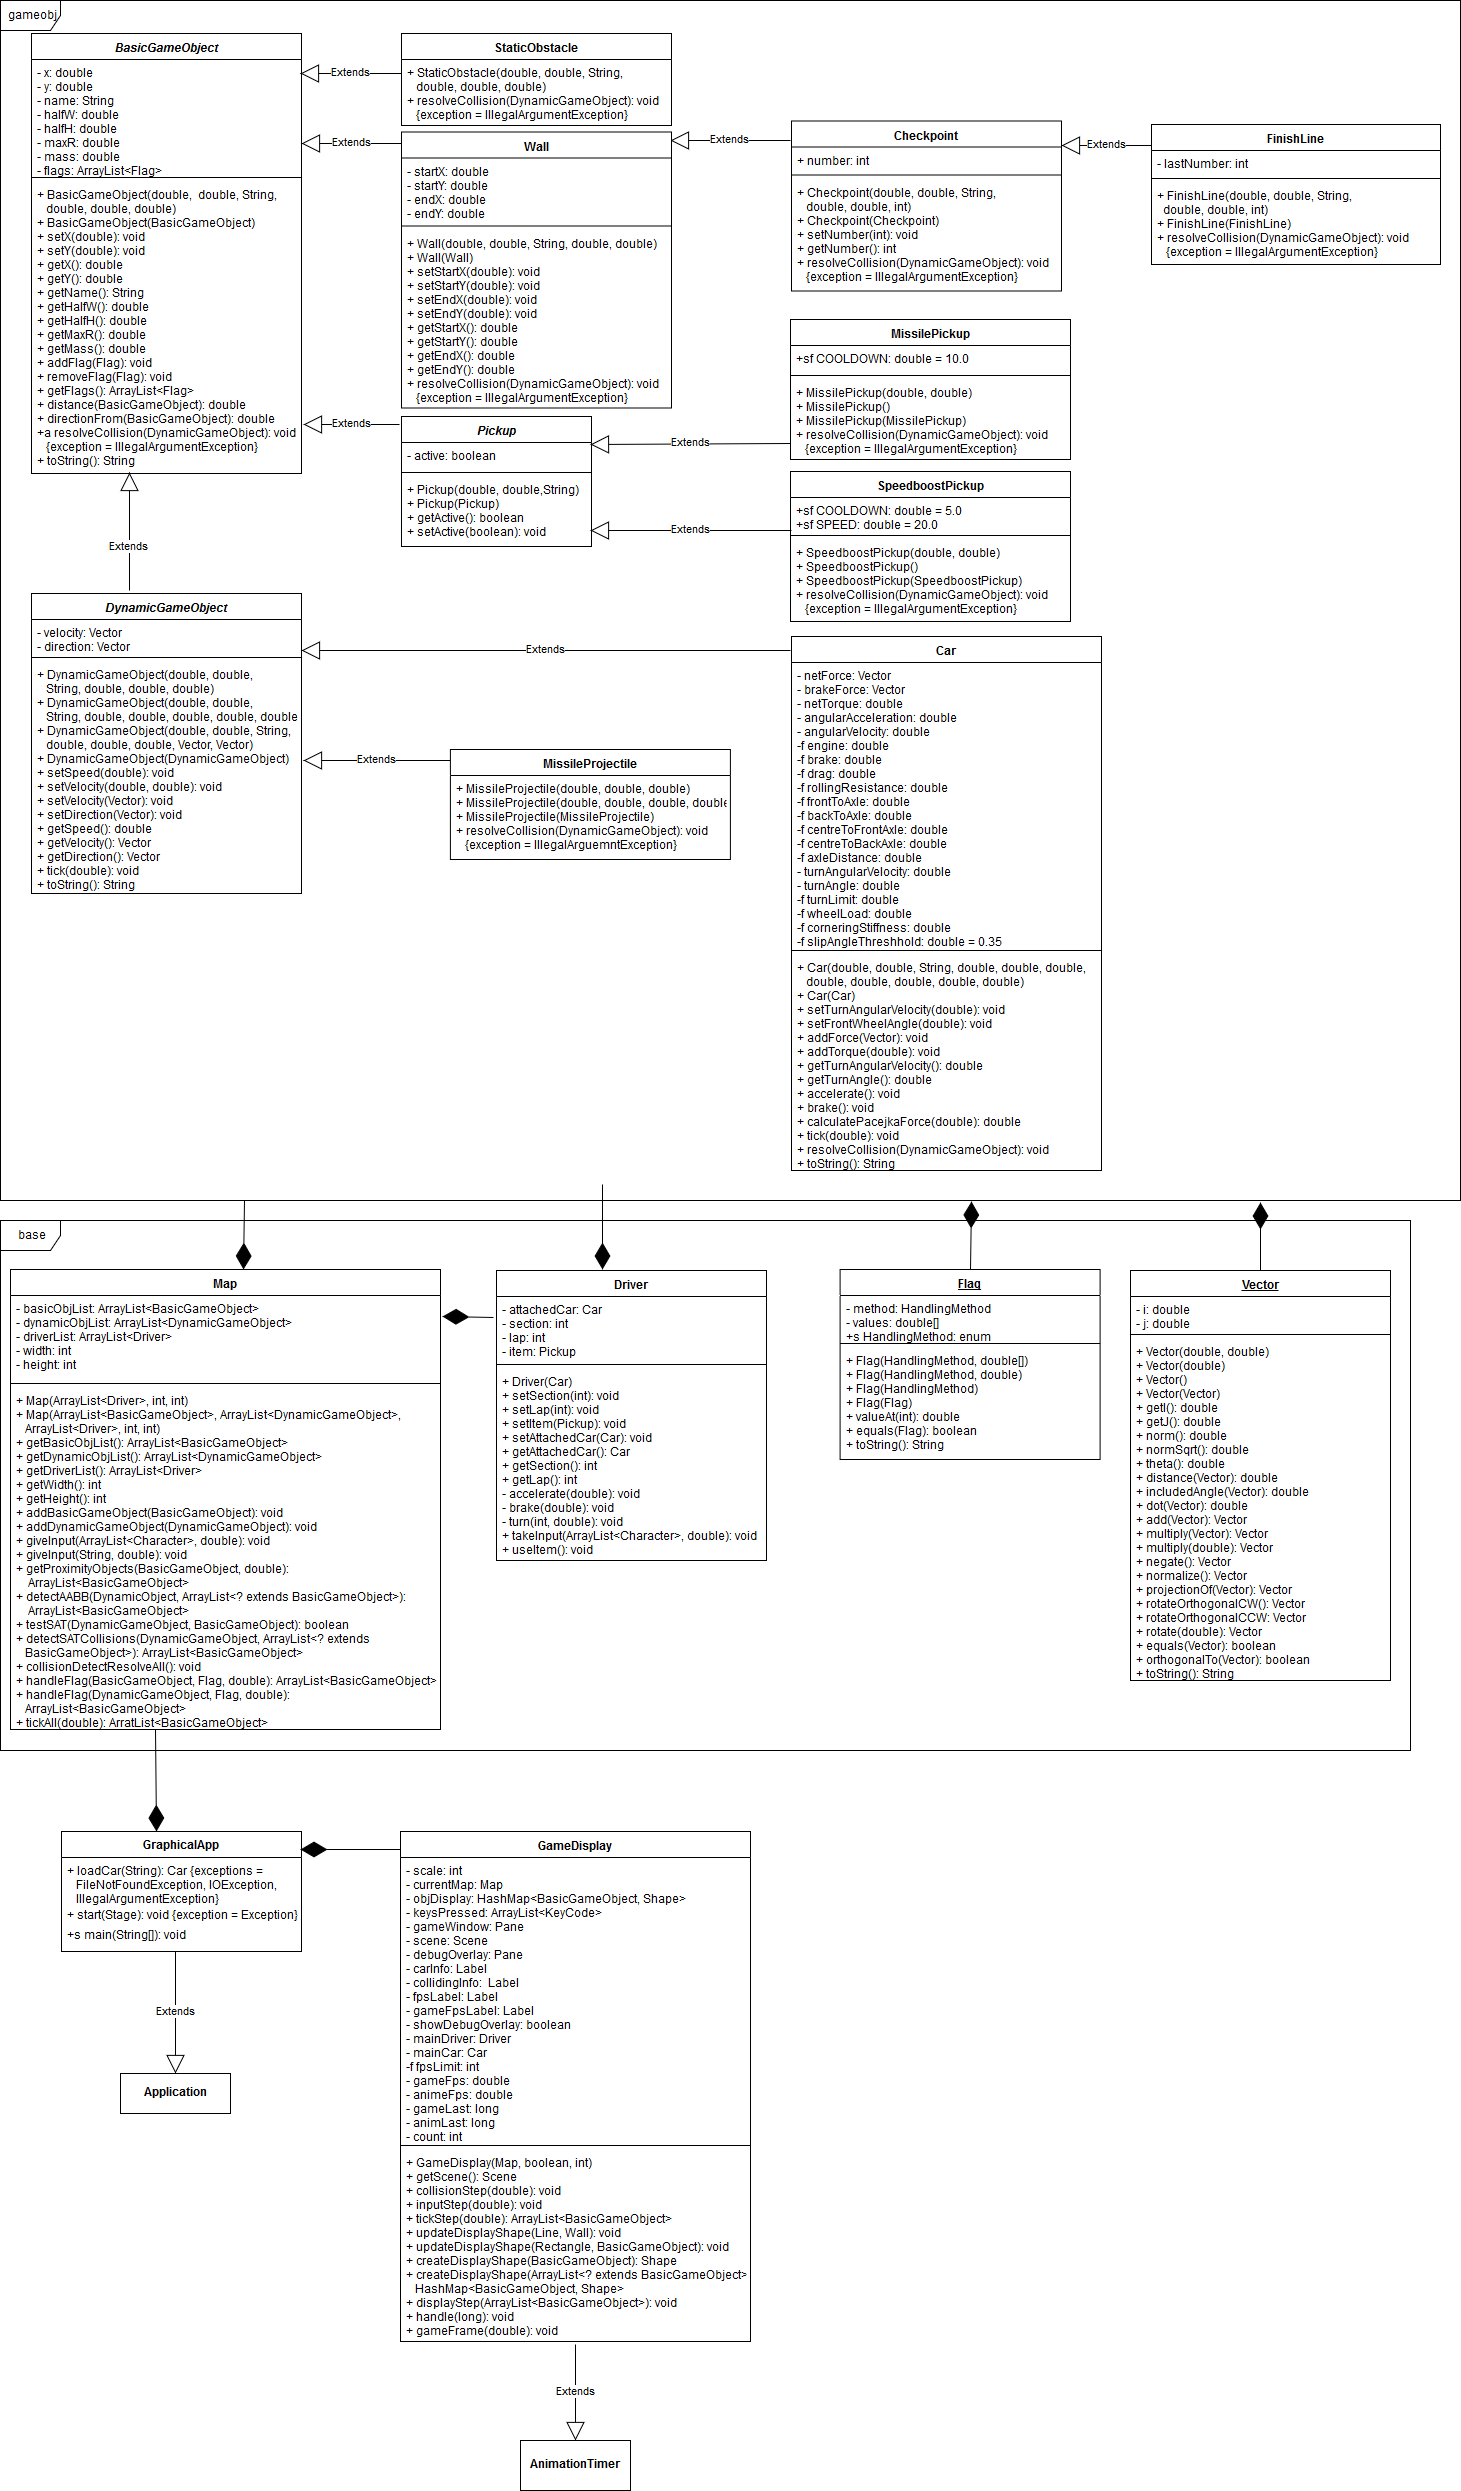 gameobj
BasicGameObject
- x: double
- y: double
- name: String
- halfW: double
- halfH: double
- maxR: double
- mass: double
- flags: ArrayList<Flag>
+ BasicGameObject(double,  double, String,
double, double, double)
+ BasicGameObject(BasicGameObject)
+ setX(double): void
+ setY(double): void
+ getX(): double
+ getY(): double
+ getName(): String
+ getHalfW(): double
+ getHalfH(): double
+ getMaxR(): double
+ getMass(): double
+ addFlag(Flag): void
+ removeFlag(Flag): void
+ getFlags(): ArrayList<Flag>
+ distance(BasicGameObject): double
+ directionFrom(BasicGameObject): double
+a resolveCollision(DynamicGameObject): void
{exception = IllegalArgumentException}
+ toString(): String
Extends
StaticObstacle
+ StaticObstacle(double, double, String,
double, double, double)
+ resolveCollision(DynamicGameObject): void
{exception = IllegalArgumentException}
Extends
Wall
- startX: double
- startY: double
- endX: double
- endY: double
+ Wall(double, double, String, double, double)
+ Wall(Wall)
+ setStartX(double): void
+ setStartY(double): void
+ setEndX(double): void
+ setEndY(double): void
+ getStartX(): double
+ getStartY(): double
+ getEndX(): double
+ getEndY(): double
+ resolveCollision(DynamicGameObject): void
{exception = IllegalArgumentException}
Extends
Checkpoint
+ number: int
+ Checkpoint(double, double, String,
double, double, int)
+ Checkpoint(Checkpoint)
+ setNumber(int): void
+ getNumber(): int
+ resolveCollision(DynamicGameObject): void
{exception = IllegalArgumentException}
Extends
FinishLine
- lastNumber: int
+ FinishLine(double, double, String,
double, double, int)
+ FinishLine(FinishLine)
+ resolveCollision(DynamicGameObject): void
{exception = IllegalArgumentException}
Extends
Pickup
- active: boolean
+ Pickup(double, double,String)
+ Pickup(Pickup)
+ getActive(): boolean
+ setActive(boolean): void
Extends
MissilePickup
+sf COOLDOWN: double = 10.0
+ MissilePickup(double, double)
+ MissilePickup()
+ MissilePickup(MissilePickup)
+ resolveCollision(DynamicGameObject): void
{exception = IllegalArgumentException}
Extends
SpeedboostPickup
+sf COOLDOWN: double = 5.0
+sf SPEED: double = 20.0
+ SpeedboostPickup(double, double)
+ SpeedboostPickup()
+ SpeedboostPickup(SpeedboostPickup)
+ resolveCollision(DynamicGameObject): void
{exception = IllegalArgumentException}
Extends
DynamicGameObject
- velocity: Vector
- direction: Vector
+ DynamicGameObject(double, double,
String, double, double, double)
+ DynamicGameObject(double, double,
String, double, double, double, double, double
+ DynamicGameObject(double, double, String,
double, double, double, Vector, Vector)
+ DynamicGameObject(DynamicGameObject)
+ setSpeed(double): void
+ setVelocity(double, double): void
+ setVelocity(Vector): void
+ setDirection(Vector): void
+ getSpeed(): double
+ getVelocity(): Vector
+ getDirection(): Vector
+ tick(double): void
+ toString(): String
Extends
MissileProjectile
+ MissileProjectile(double, double, double)
+ MissileProjectile(double, double, double, double
+ MissileProjectile(MissileProjectile)
+ resolveCollision(DynamicGameObject): void
{exception = IllegalArguemntException}
Extends
Car
- netForce: Vector
- brakeForce: Vector
- netTorque: double
- angularAcceleration: double
- angularVelocity: double
-f engine: double
-f brake: double
-f drag: double
-f rollingResistance: double
-f frontToAxle: double
-f backToAxle: double
-f centreToFrontAxle: double
-f centreToBackAxle: double
-f axleDistance: double
- turnAngularVelocity: double
- turnAngle: double
-f turnLimit: double
-f wheelLoad: double
-f corneringStiffness: double
-f slipAngleThreshhold: double = 0.35
+ Car(double, double, String, double, double, double,
double, double, double, double, double)
+ Car(Car)
+ setTurnAngularVelocity(double): void
+ setFrontWheelAngle(double): void
+ addForce(Vector): void
+ addTorque(double): void
+ getTurnAngularVelocity(): double
+ getTurnAngle(): double
+ accelerate(): void
+ brake(): void
+ calculatePacejkaForce(double): double
+ tick(double): void
+ resolveCollision(DynamicGameObject): void
+ toString(): String
base
Map
- basicObjList: ArrayList<BasicGameObject>
- dynamicObjList: ArrayList<DynamicGameObject>
- driverList: ArrayList<Driver>
- width: int
- height: int
+ Map(ArrayList<Driver>, int, int)
+ Map(ArrayList<BasicGameObject>, ArrayList<DynamicGameObject>,
ArrayList<Driver>, int, int)
+ getBasicObjList(): ArrayList<BasicGameObject>
+ getDynamicObjList(): ArrayList<DynamicGameObject>
+ getDriverList(): ArrayList<Driver>
+ getWidth(): int
+ getHeight(): int
+ addBasicGameObject(BasicGameObject): void
+ addDynamicGameObject(DynamicGameObject): void
+ giveInput(ArrayList<Character>, double): void
+ giveInput(String, double): void
+ getProximityObjects(BasicGameObject, double):
ArrayList<BasicGameObject>
+ detectAABB(DynamicObject, ArrayList<? extends BasicGameObject>):
ArrayList<BasicGameObject>
+ testSAT(DynamicGameObject, BasicGameObject): boolean
+ detectSATCollisions(DynamicGameObject, ArrayList<? extends
BasicGameObject>): ArrayList<BasicGameObject>
+ collisionDetectResolveAll(): void
+ handleFlag(BasicGameObject, Flag, double): ArrayList<BasicGameObject>
+ handleFlag(DynamicGameObject, Flag, double):
ArrayList<BasicGameObject>
+ tickAll(double): ArratList<BasicGameObject>
Driver
- attachedCar: Car
- section: int
- lap: int
- item: Pickup
+ Driver(Car)
+ setSection(int): void
+ setLap(int): void
+ setItem(Pickup): void
+ setAttachedCar(Car): void
+ getAttachedCar(): Car
+ getSection(): int
+ getLap(): int
- accelerate(double): void
- brake(double): void
- turn(int, double): void
+ takeInput(ArrayList<Character>, double): void
+ useItem(): void
Flag
- method: HandlingMethod
- values: double[]
+s HandlingMethod: enum
+ Flag(HandlingMethod, double[])
+ Flag(HandlingMethod, double)
+ Flag(HandlingMethod)
+ Flag(Flag)
+ valueAt(int): double
+ equals(Flag): boolean
+ toString(): String
Vector
- i: double
- j: double
+ Vector(double, double)
+ Vector(double)
+ Vector()
+ Vector(Vector)
+ getI(): double
+ getJ(): double
+ norm(): double
+ normSqrt(): double
+ theta(): double
+ distance(Vector): double
+ includedAngle(Vector): double
+ dot(Vector): double
+ add(Vector): Vector
+ multiply(Vector): Vector
+ multiply(double): Vector
+ negate(): Vector
+ normalize(): Vector
+ projectionOf(Vector): Vector
+ rotateOrthogonalCW(): Vector
+ rotateOrthogonalCCW: Vector
+ rotate(double): Vector
+ equals(Vector): boolean
+ orthogonalTo(Vector): boolean
+ toString(): String
GraphicalApp
+ loadCar(String): Car {exceptions =
FileNotFoundException, IOException,
IllegalArgumentException}
+ start(Stage): void {exception = Exception}
+s main(String[]): void
Extends
Application
GameDisplay
- scale: int
- currentMap: Map
- objDisplay: HashMap<BasicGameObject, Shape>
- keysPressed: ArrayList<KeyCode>
- gameWindow: Pane
- scene: Scene
- debugOverlay: Pane
- carInfo: Label
- collidingInfo:  Label
- fpsLabel: Label
- gameFpsLabel: Label
- showDebugOverlay: boolean
- mainDriver: Driver
- mainCar: Car
-f fpsLimit: int
- gameFps: double
- animeFps: double
- gameLast: long
- animLast: long
- count: int
+ GameDisplay(Map, boolean, int)
+ getScene(): Scene
+ collisionStep(double): void
+ inputStep(double): void
+ tickStep(double): ArrayList<BasicGameObject>
+ updateDisplayShape(Line, Wall): void
+ updateDisplayShape(Rectangle, BasicGameObject): void
+ createDisplayShape(BasicGameObject): Shape
+ createDisplayShape(ArrayList<? extends BasicGameObject>
HashMap<BasicGameObject, Shape>
+ displayStep(ArrayList<BasicGameObject>): void
+ handle(long): void
+ gameFrame(double): void
Extends
AnimationTimer